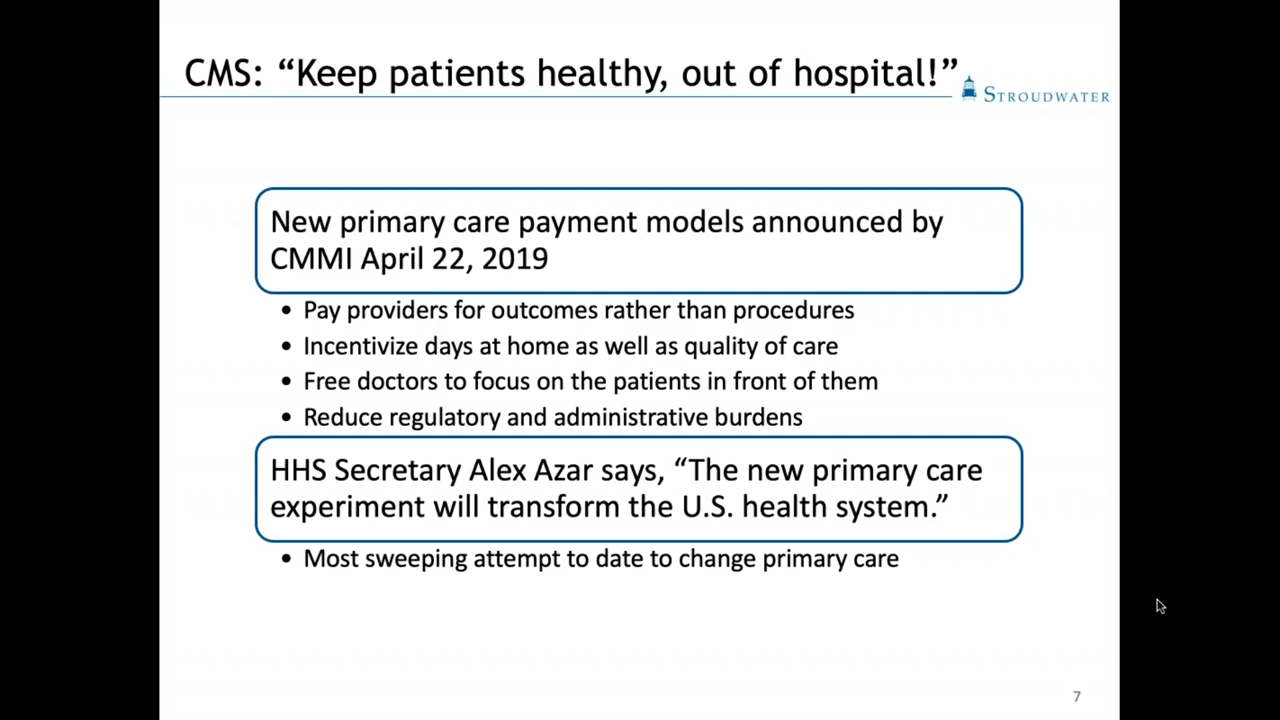 CMS: “Keep patients healthy, out of hospital!”
STROUDWATER
New primary care payment models announced by
CMMI April 22, 2019
• Pay providers for outcomes rather than procedures
• Incentivize days at home as well as quality of care
• Free doctors to focus on the patients in front of them
• Reduce regulatory and administrative burdens
HHS Secretary Alex Azar says, “The new primary care
experiment will transform the U.S. health system.”
• Most sweeping attempt to date to change primary care
7